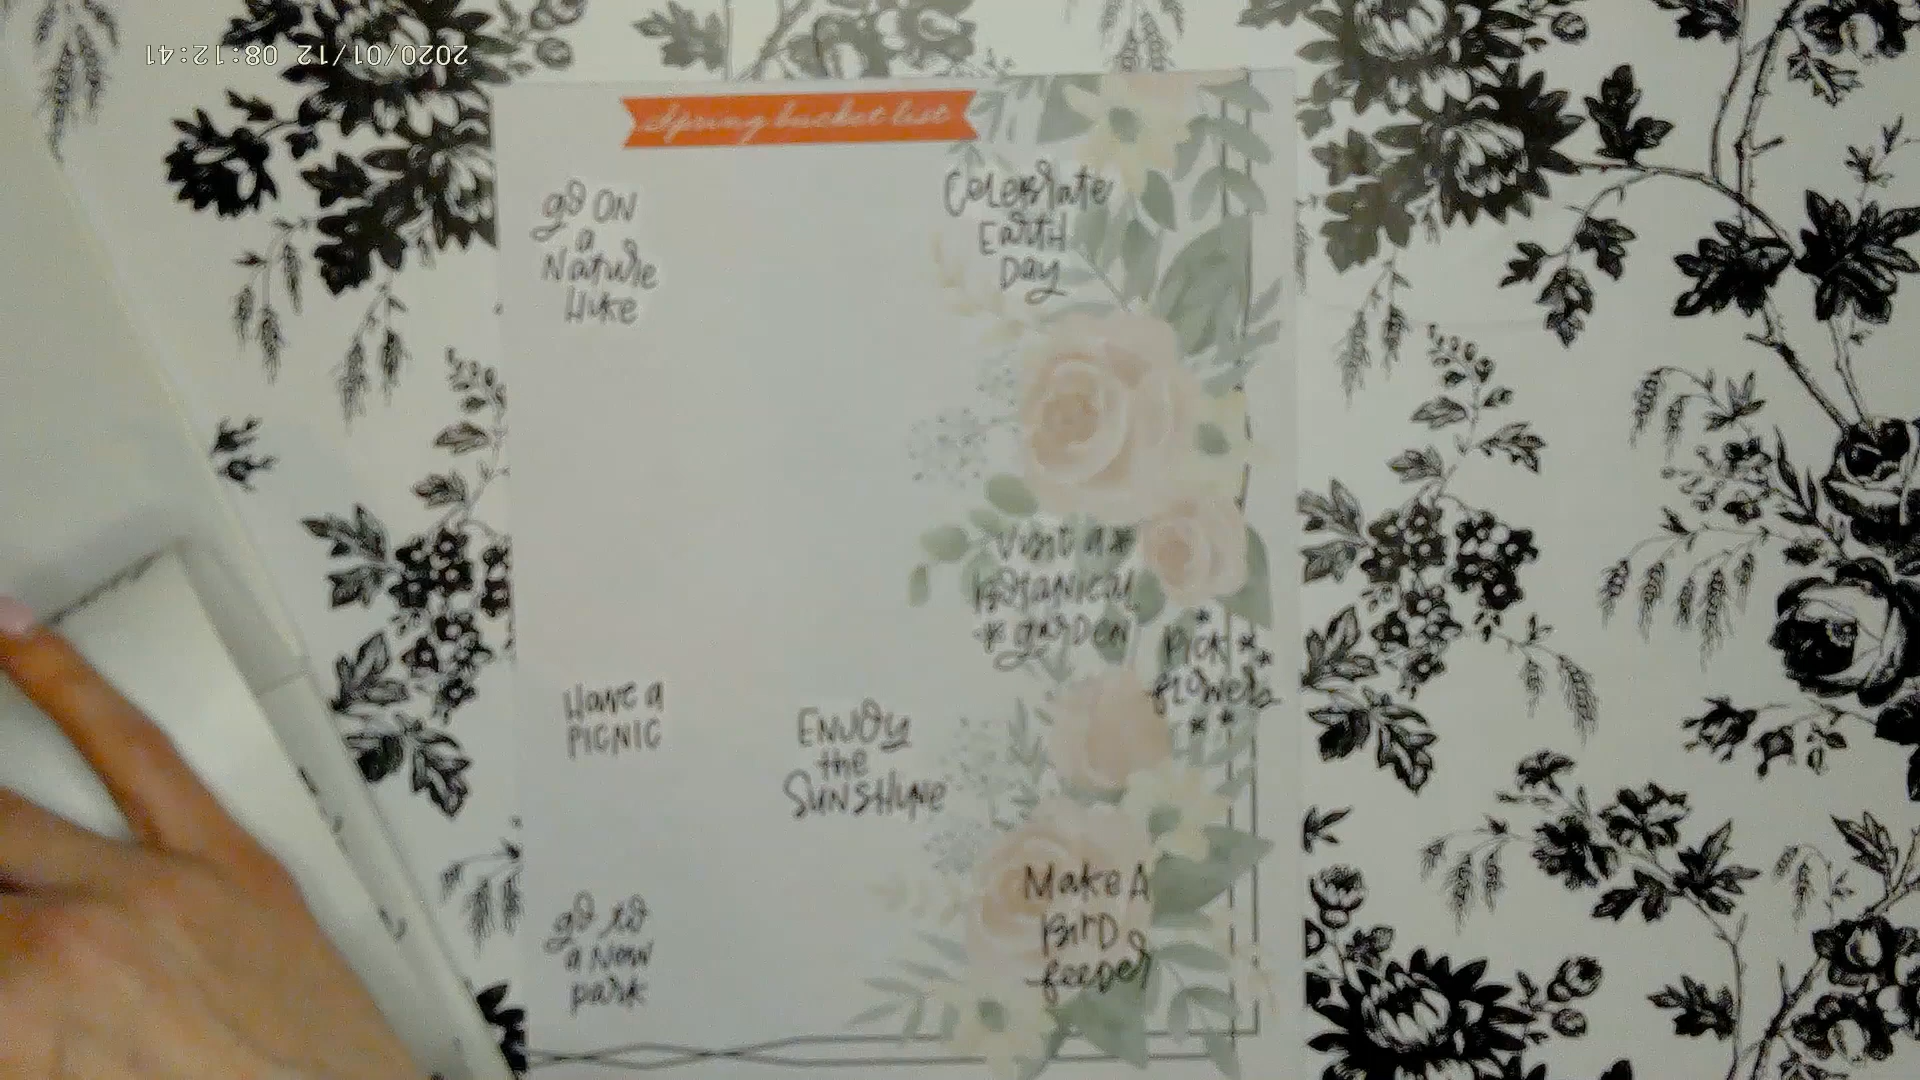 2020/01/12 08:12:41
Spring bucket list
go ON
a
Nature
Hike
Celebrate
Earth
Day
Visit a
Botanical
garden
Pick
flowers
Have a
PICNIC
ENJOY
the
SUNSHINE
go to
a New
park
Make A
BirD
feeder